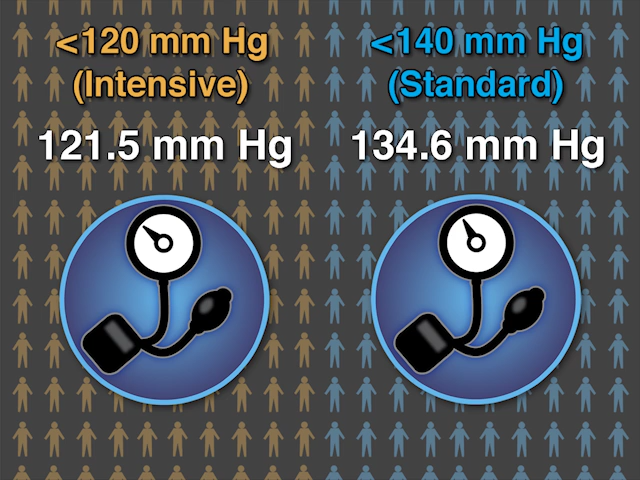 <120 mm Hg
(Intensive)
121.5 mm Hg
<140 mm Hg
(Standard)
134.6 mm Hg